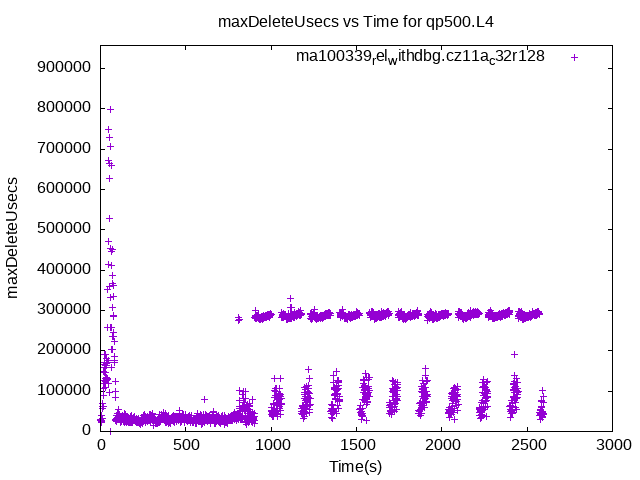 maxDeleteUsecs vs Time for qp500.L4
ma100339relwithdbg.cz11ac32r128
900000
800000
700000
600000
500000
400000
300000
200000
100000
0
maxDeleteUsecs
0 500 1000 1500 2000 2500 3000
Time(s)